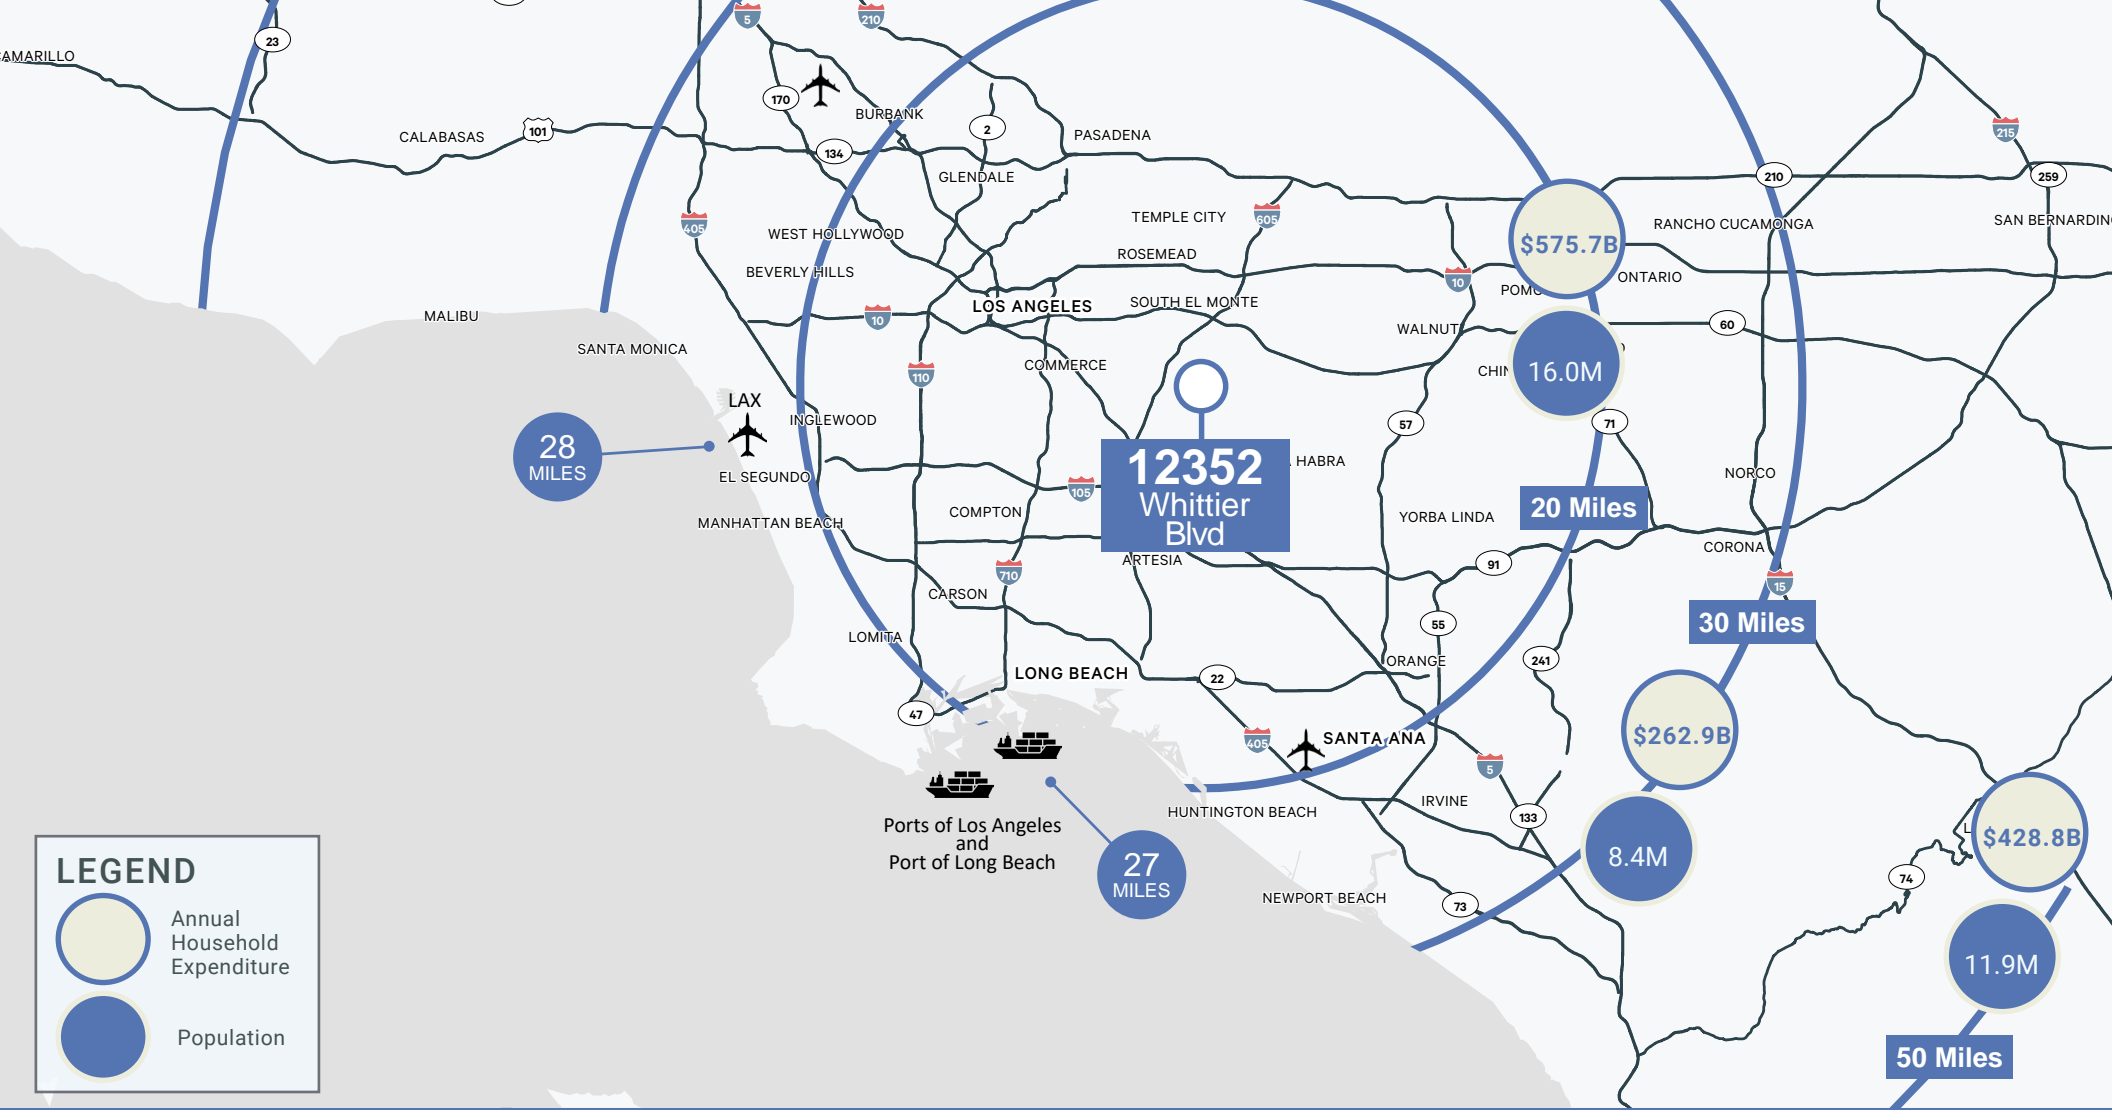 5
210
23
CAMARILLO
170
BURBANK
101
CALABASAS
2
PASADENA
134
215
GLENDALE
210
259
405
TEMPLE CITY
605
RANCHO CUCAMONGA
SAN BERNARDINO
WEST HOLLYWOOD
$575.7B
ROSEMEAD
BEVERLY HILLS
10
ONTARIO
POMO
LOS ANGELES
SOUTH EL MONTE
MALIBU
10
WALNUT
60
SANTA MONICA
COMMERCE
110
CHIN
16.0M
LAX
INGLEWOOD
57
71
28
MILES
12352
Whittier
Blvd
HABRA
EL SEGUNDO
105
NORCO
COMPTON
20 Miles
MANHATTAN BEACH
YORBA LINDA
CORONA
ARTESIA
91
710
15
CARSON
30 Miles
55
LOMITA
ORANGE
241
LONG BEACH
22
47
405
SANTA ANA
$262.9B
5
IRVINE
HUNTINGTON BEACH
133
Ports of Los Angeles
and
Port of Long Beach
L
$428.8B
8.4M
27
MILES
74
NEWPORT BEACH
73
11.9M
50 Miles
LEGEND
Annual
Household
Expenditure
Population